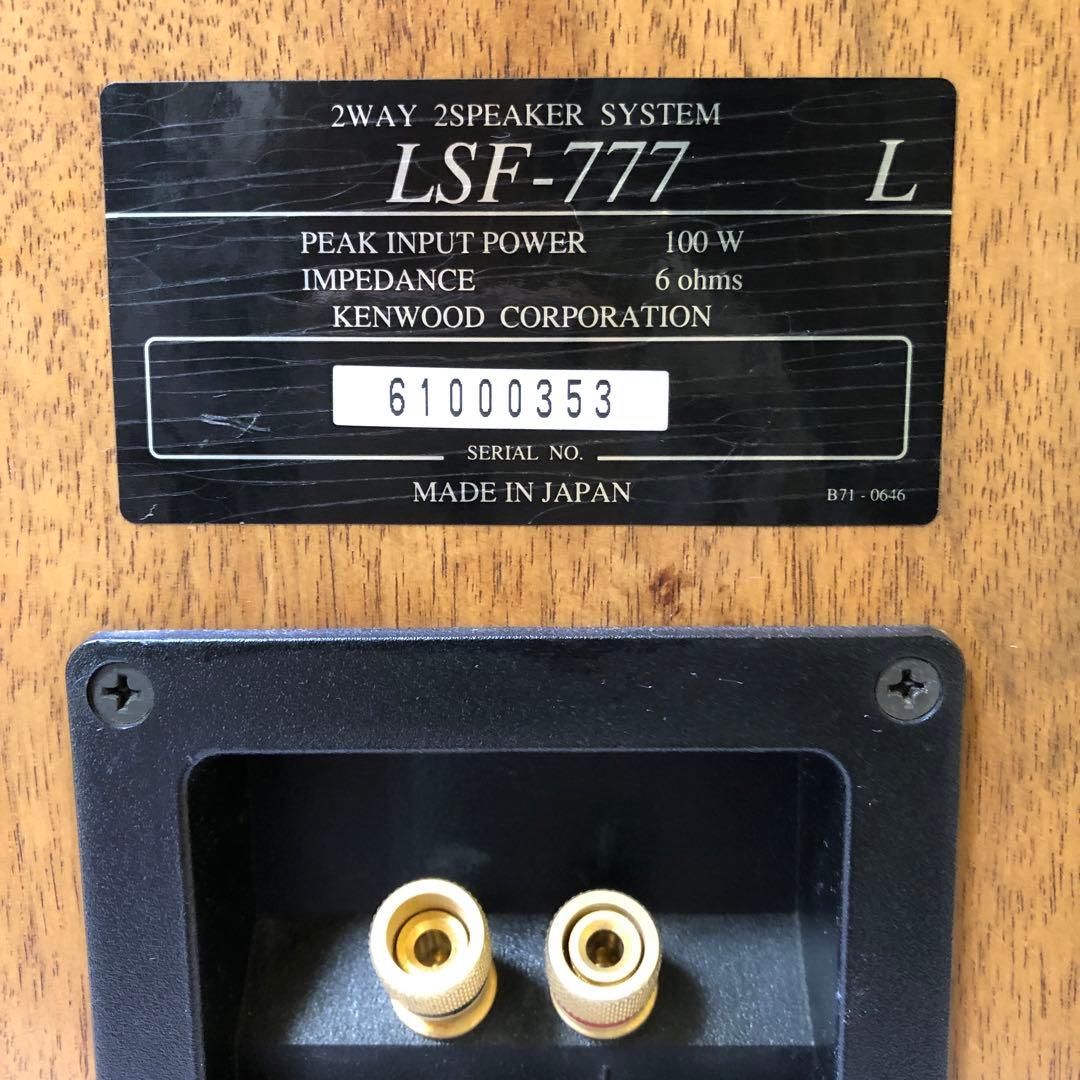 2WAY 2SPEAKER SYSTEM
LSF-777 L
PEAK INPUT POWER 100 W
IMPEDANCE 6 ohms
KENWOOD CORPORATION
61000353
SERIAL NO.
MADE IN JAPAN B71-0646